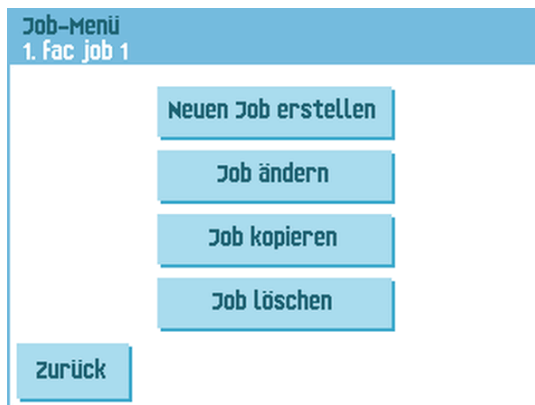 Job-Menü
1. Fac job 1
Neuen Job erstellen
Job ändern
Job kopieren
Job löschen
Zurück